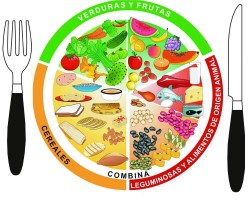 VERDURAS Y FRUTAS
CEREALES
COMBINA
LEGUMINOSAS Y ALIMENTOS DE ORIGEN ANIMAL